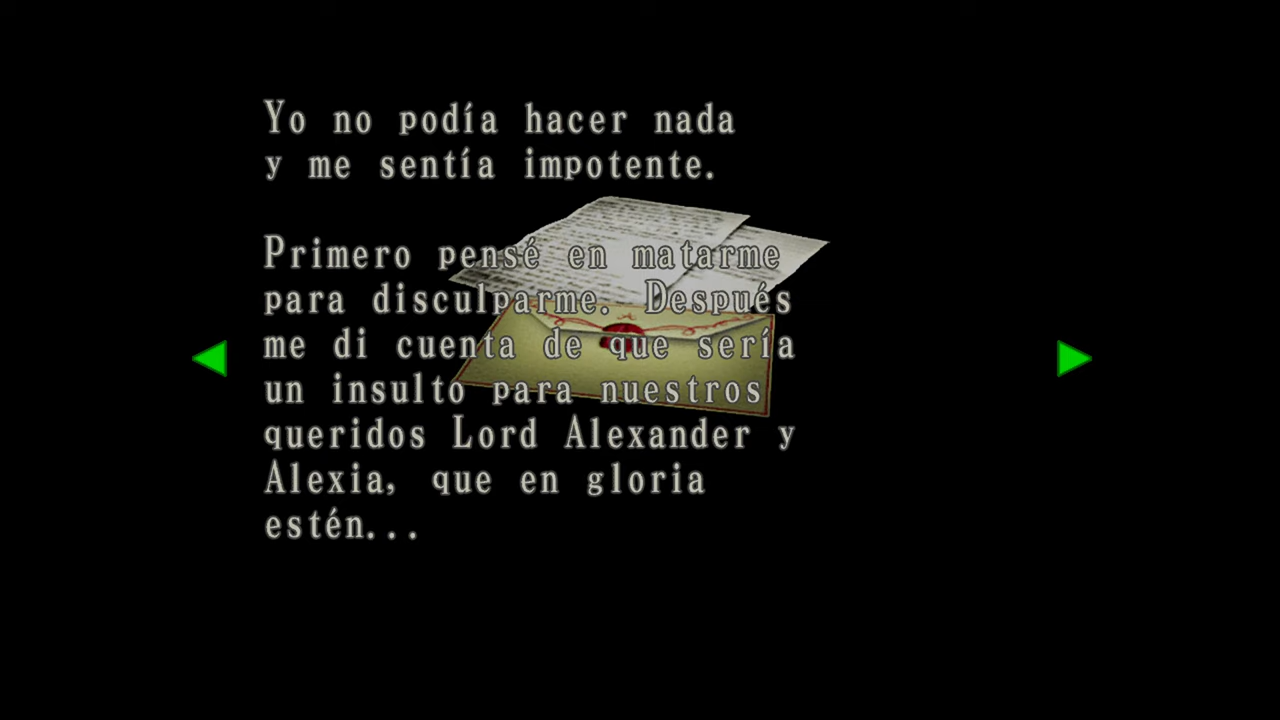 Yo no podía hacer nada
y me sentía impotente.
Primero pensé en matarme
para disculparme. Después
me di cuenta de que sería
un insulto para nuestros
queridos Lord Alexander y
Alexia, que en gloria
estén...